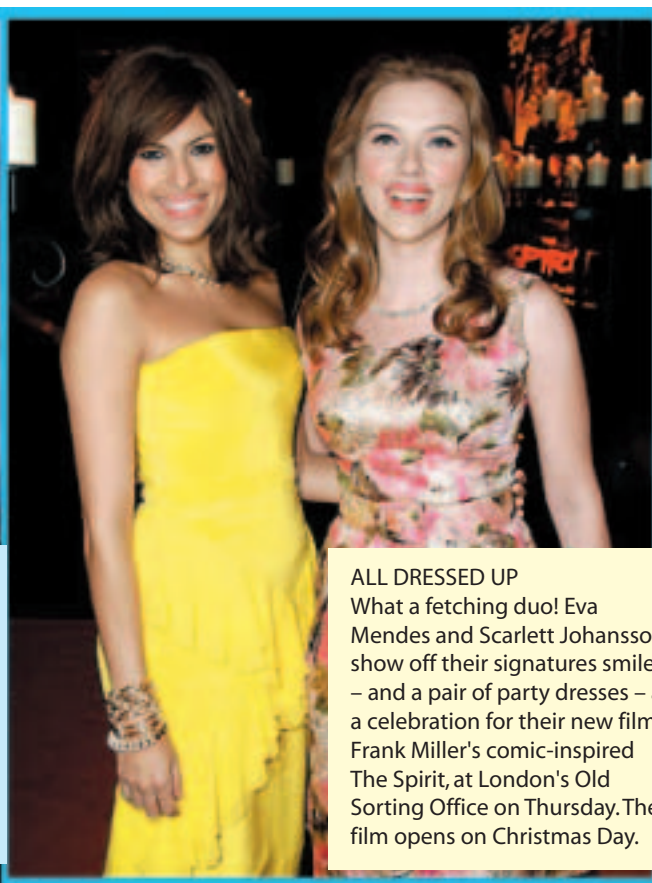 ALL DRESSED UP
What a fetching duo! Eva
Mendes and Scarlett Johansso
show off their signatures smile
– and a pair of party dresses –
a celebration for their new film
Frank Miller's comic-inspired
The Spirit, at London's Old
Sorting Office on Thursday. The
film opens on Christmas Day.